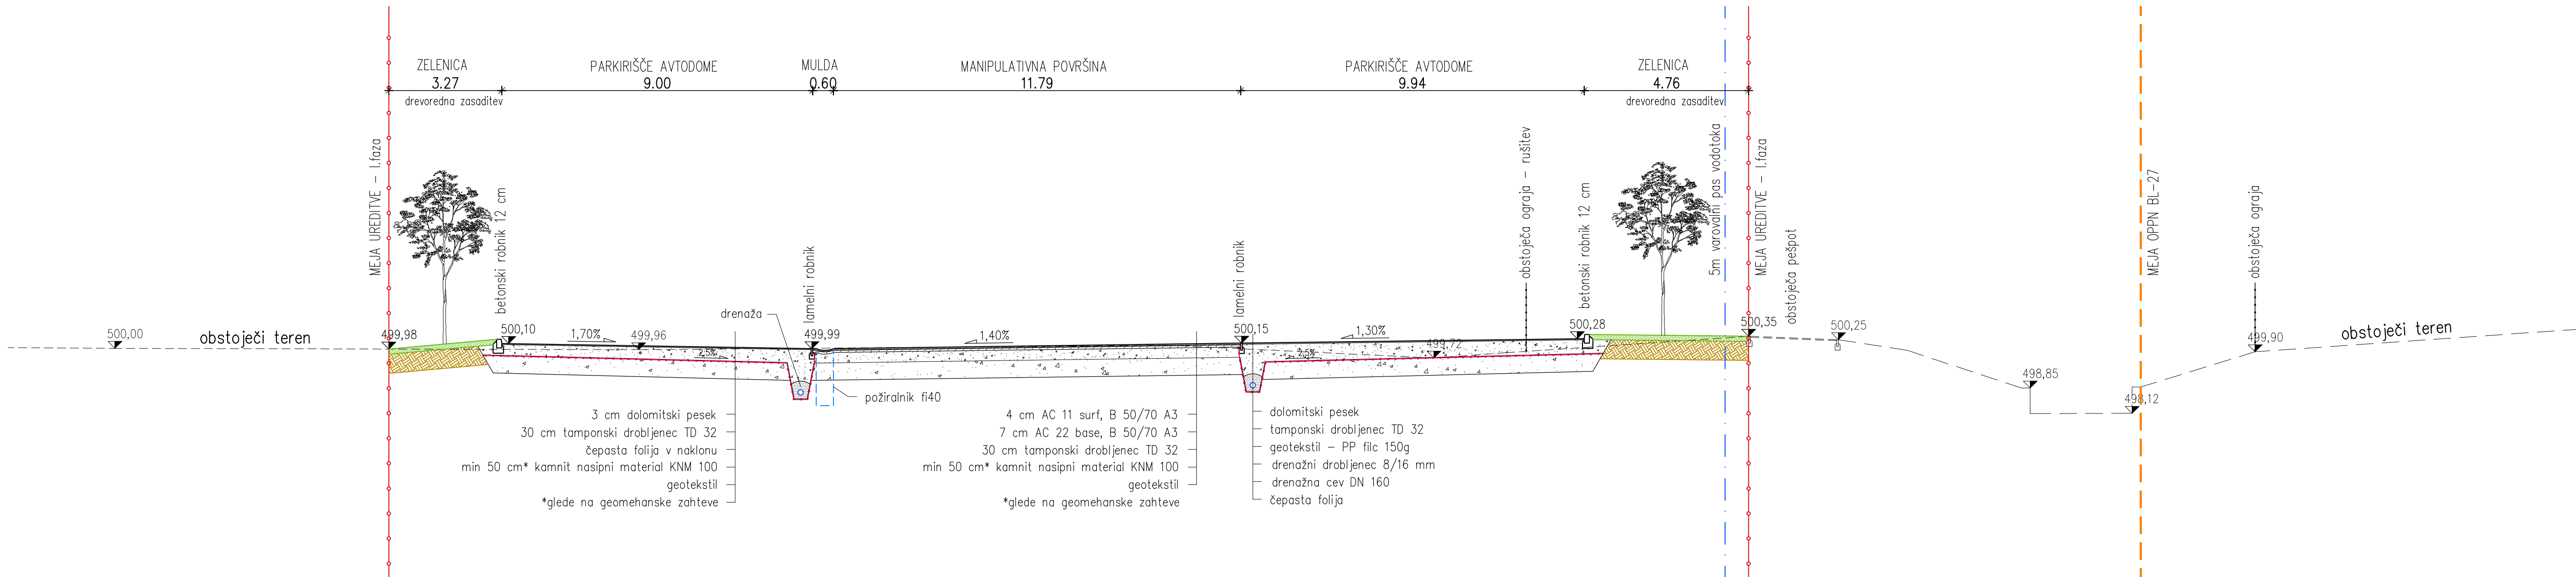 ZELENICA
3.27
drevoredna zasaditev
PARKIRIŠČE AVTODOME
9.00
MULDA
0.60
MANIPULATIVNA POVRŠINA
11.79
PARKIRIŠČE AVTODOME
9.94
ZELENICA
4.76
drevoredna zasaditev
MEJA UREDITVE - I.faza
betonski robnik 12 cm
lamelni robnik
lamelni robnik
obstoječa ograja - rušitev
betonski robnik 12 cm
5m varovalni pas vodotoka
MEJA UREDITVE - I.faza
obstoječa pešpot
MEJA OPPN BL-27
obstoječa ograja
500,00
obstoječi teren
499,98
500,10
1,70%
499,96
2,5%
drenaža
499,99
1,40%
500,15
2,5%
1,30%
499,72
500,28
500,35
500,25
498,85
498,12
499,90
obstoječi teren
požiralnik fi40
3 cm dolomitski pesek
30 cm tamponski drobljenec TD 32
čepasta folija v naklonu
min 50 cm* kamnit nasipni material KNM 100
geotekstil
*glede na geomehanske zahteve
4 cm AC 11 surf, B 50/70 A3
7 cm AC 22 base, B 50/70 A3
30 cm tamponski drobljenec TD 32
min 50 cm* kamnit nasipni material KNM 100
geotekstil
*glede na geomehanske zahteve
dolomitski pesek
tamponski drobljenec TD 32
geotekstil - PP filc 150g
drenažni drobljenec 8/16 mm
drenažna cev DN 160
čepasta folija